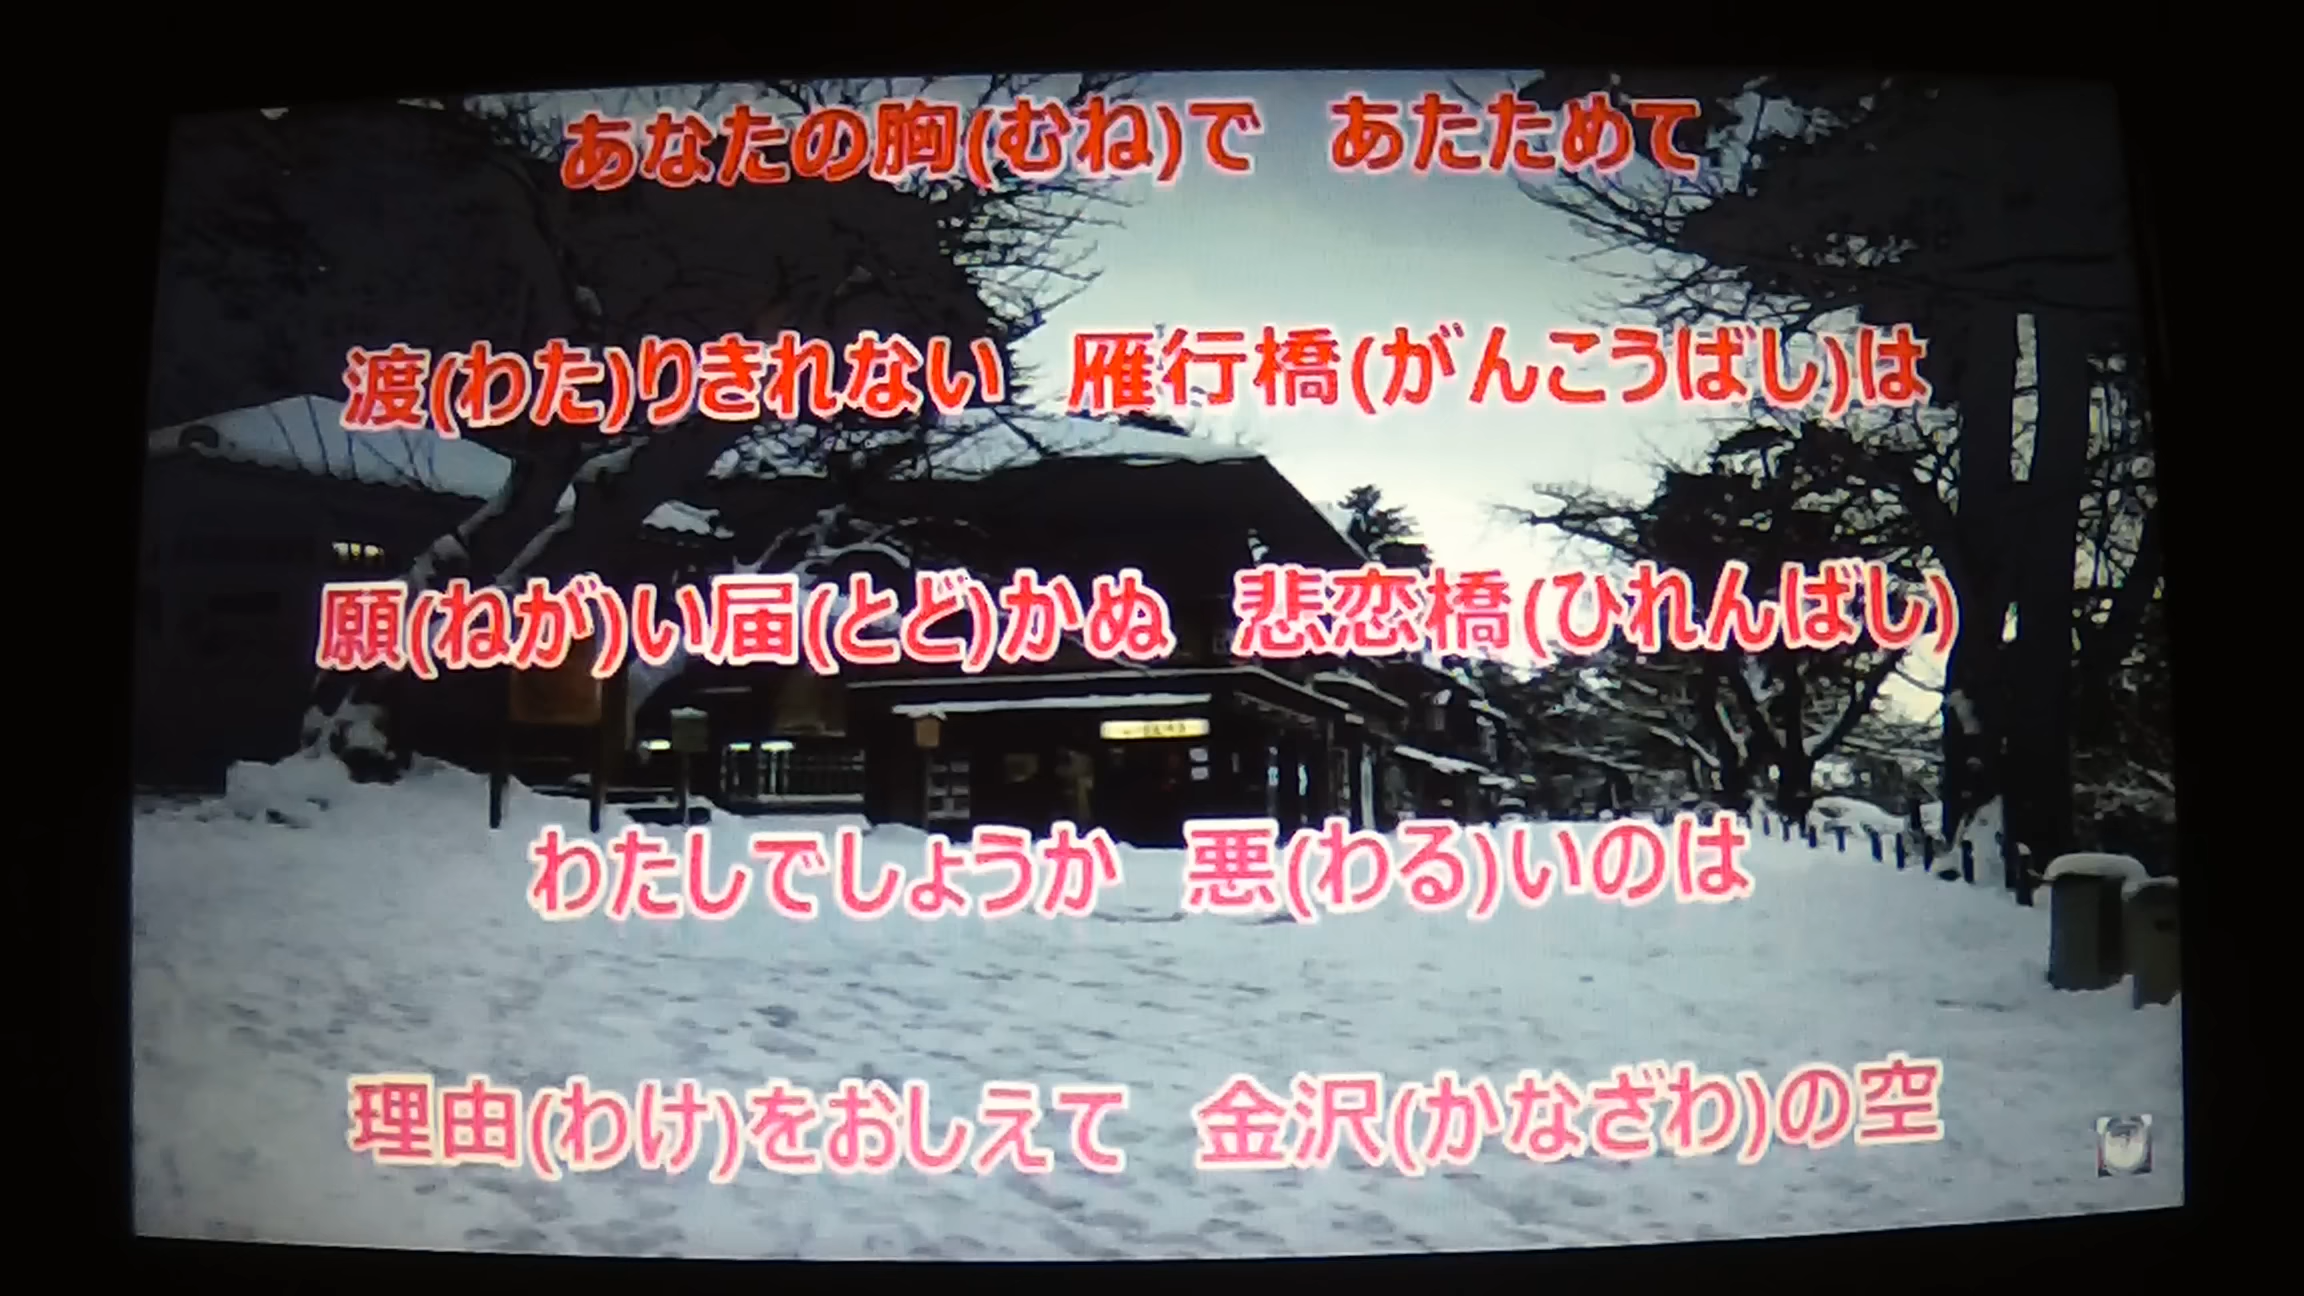 あなたの胸(むね)で　あたためて
渡(わた)りきれない　雁行橋(がんこうばし)は
願(ねが)い届(とど)かぬ　悲恋橋(ひれんばし)
わたしでしょうか　悪(わる)いのは
理由(わけ)をおしえて　金沢(かなざわ)の空